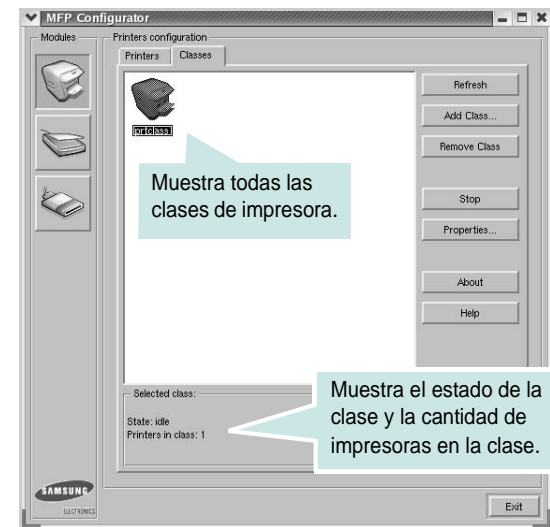 MFP Configurator
Modules
Printers configuration
Printers
Classes
Refresh
Add Class...
Remove Class
prtclass1
Muestra todas las
clases de impresora.
Stop
Properties...
About
Help
Selected class:
State: idle
Printers in class: 1
Muestra el estado de la
clase y la cantidad de
impresoras en la clase.
SAMSUNG
ELECTRONICS
Exit